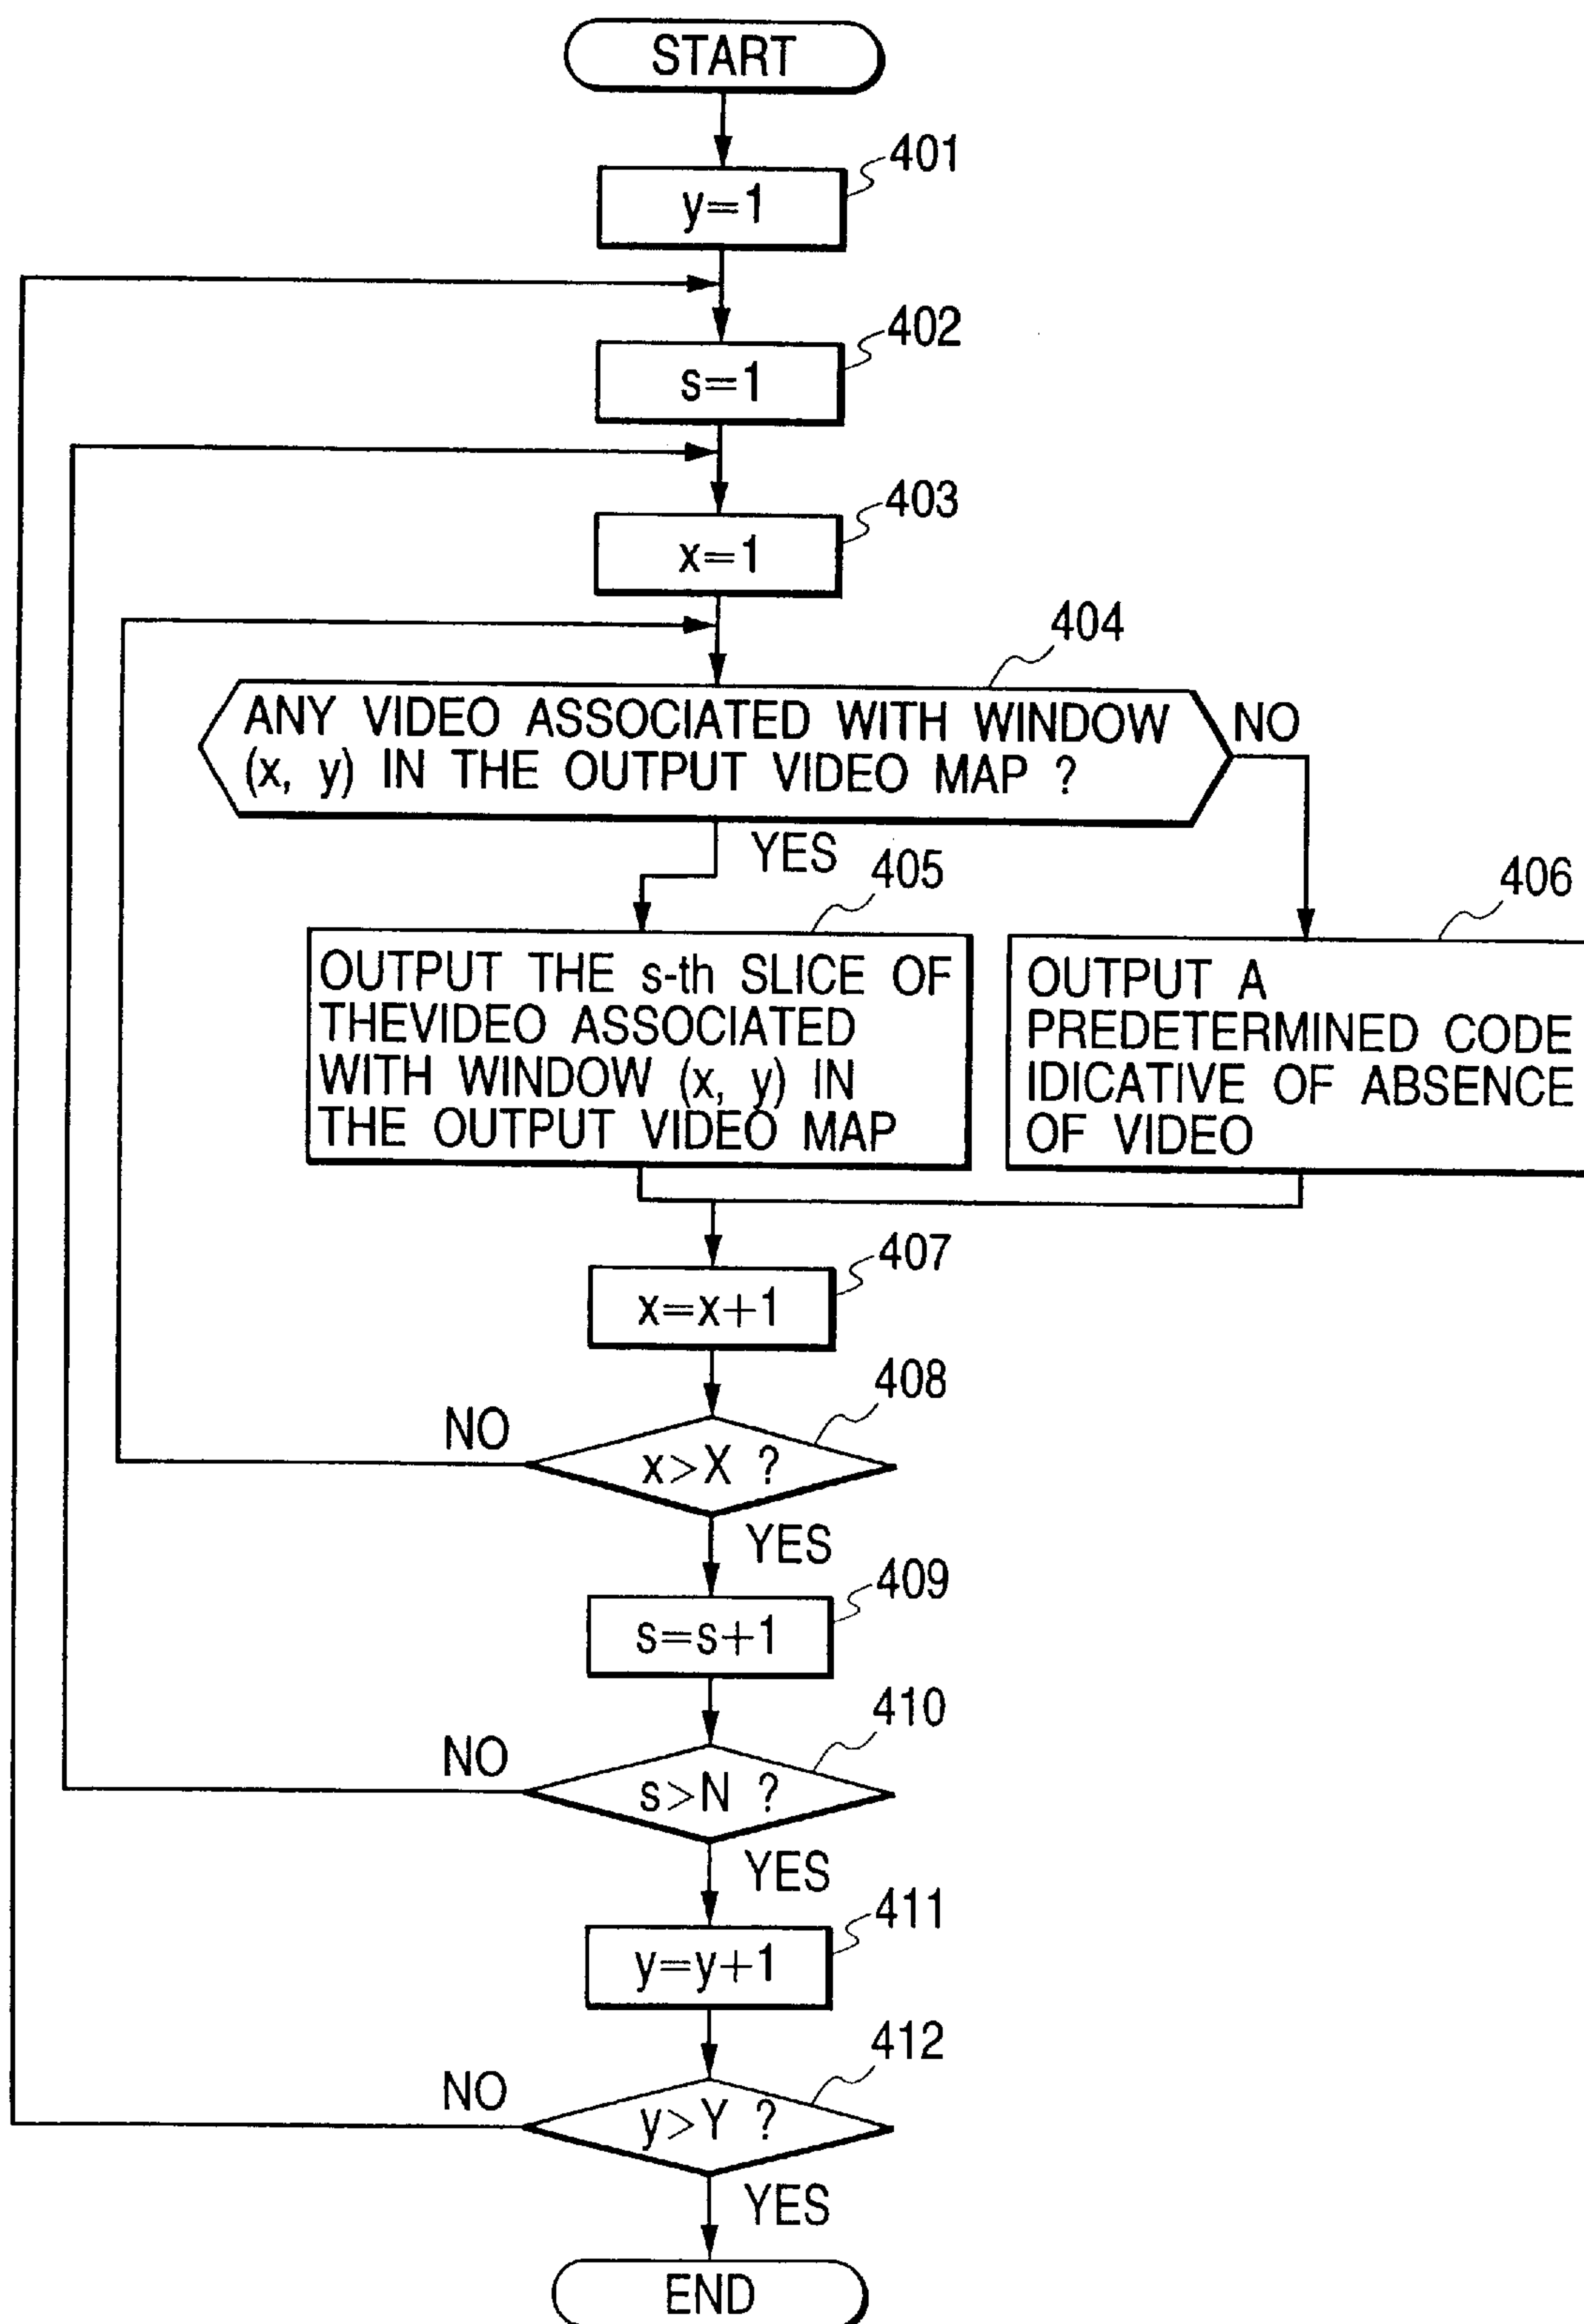 START
401
y=1
402
s=1
403
x=1
404
ANY VIDEO ASSOCIATED WITH WINDOW
(x, y) IN THE OUTPUT VIDEO MAP ?
NO
YES
405
406
OUTPUT THE s-th SLICE OF
THEVIDEO ASSOCIATED
WITH WINDOW (x, y) IN
THE OUTPUT VIDEO MAP
OUTPUT A
PREDETERMINED CODE
IDICATIVE OF ABSENCE
OF VIDEO
407
x=x+1
408
NO
x>X ?
YES
409
s=s+1
410
NO
s>N ?
YES
411
y=y+1
412
NO
y>Y ?
YES
END